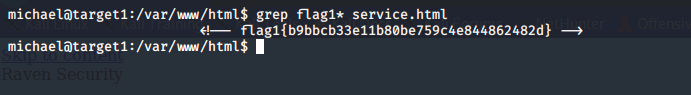 michael@target1:/var/www/html$ grep flag1* service.html
<!-- flag1{b9bbcb33e11b80be759c4e844862482d} -->
michael@target1:/var/www/html$
Skip to content
Raven Security